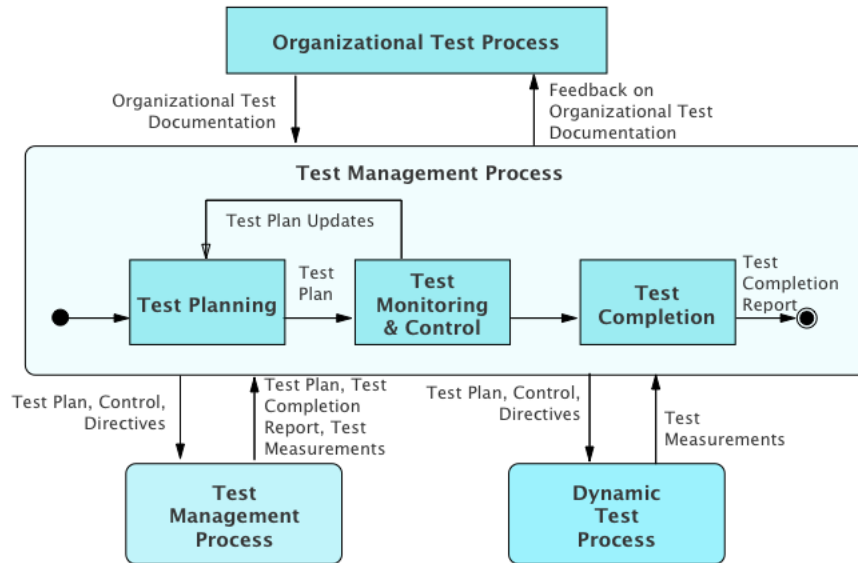 Organizational Test Process
Organizational Test
Documentation
Feedback on
Organizational Test
Documentation
Test Management Process
Test Plan Updates
Test Planning
Test
Plan
Test
Monitoring
& Control
Test
Completion
Test
Completion
Report
Test Plan, Control,
Directives
Test Plan, Test
Completion
Report, Test
Measurements
Test Plan, Control,
Directives
Test
Measurements
Test
Management
Process
Dynamic
Test
Process